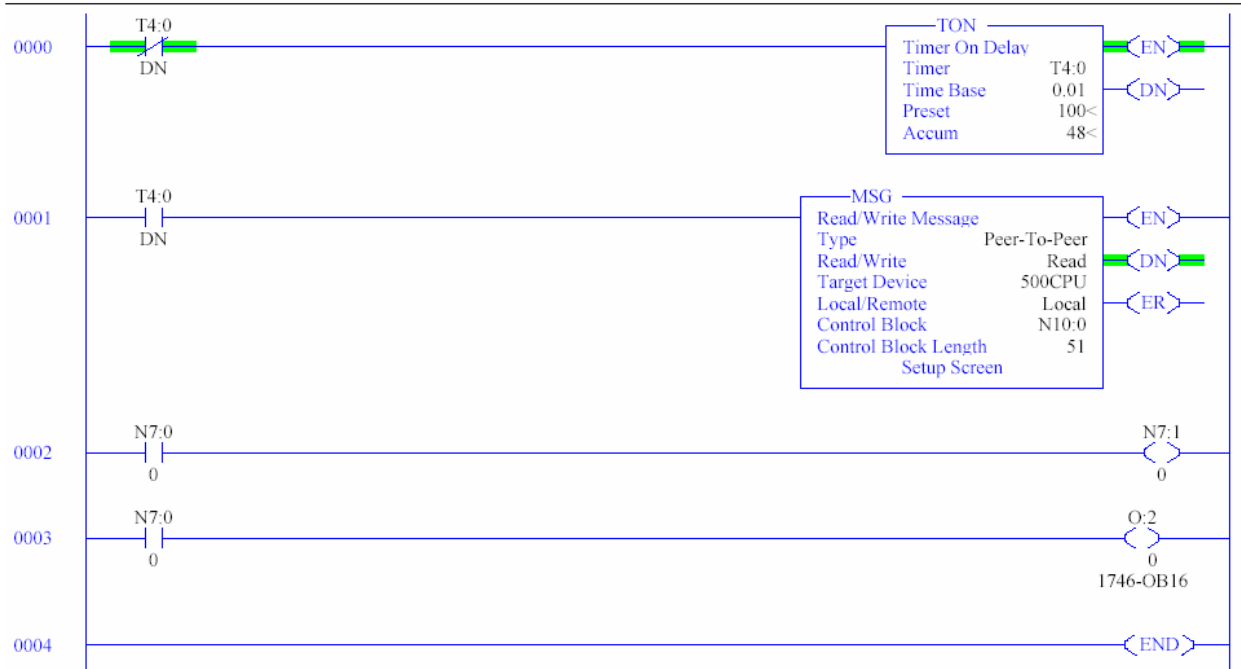 T4:0
TON
0000
EN
DN
Timer On Delay
Timer T4:0
Time Base 0.01
DN
Preset 100<
Accum 48<
T4:0
MSG
0001
EN
DN
Read/Write Message
Type Peer-To-Peer
Read/Write Read
DN
Target Device 500CPU
Local/Remote Local
ER
Control Block N10:0
Control Block Length 51
Setup Screen
N7:0 N7:1
0002
0 0
N7:0 O:2
0003
0 0
1746-OB16
0004 END